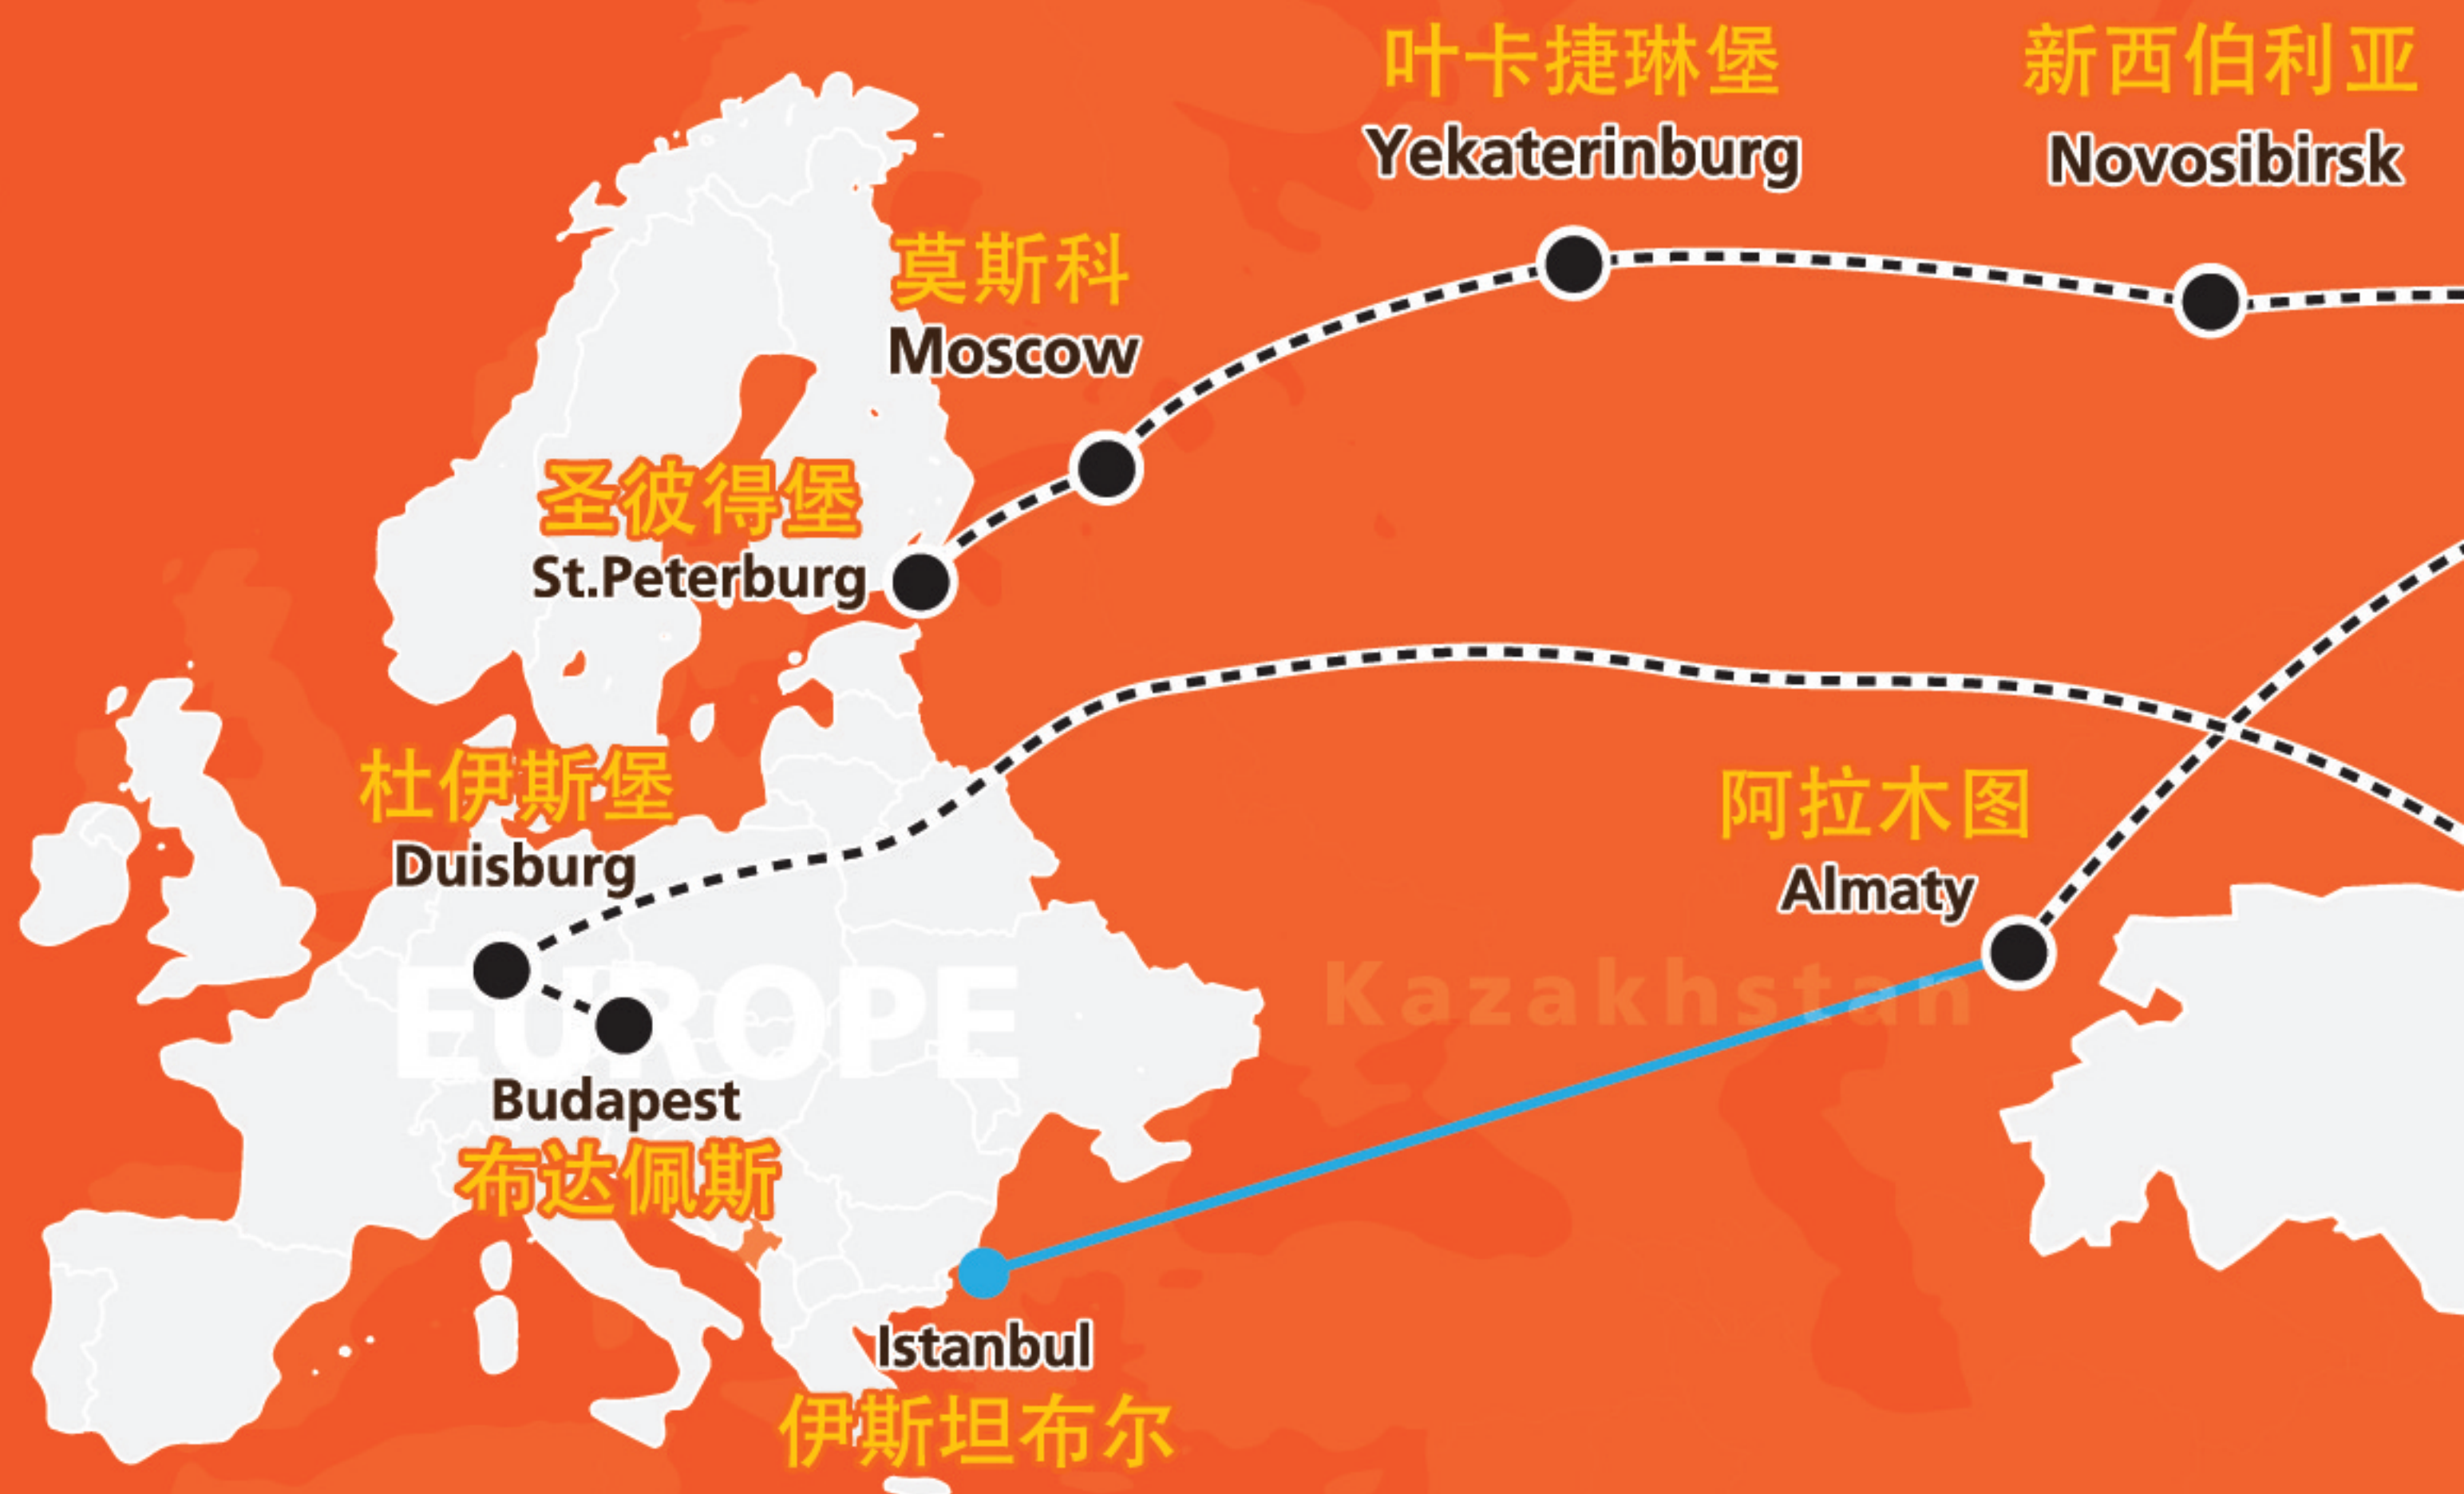 叶卡捷琳堡
Yekaterinburg
新西伯利亚
Novosibirsk
莫斯科
Moscow
圣彼得堡
St.Peterburg
杜伊斯堡
Duisburg
阿拉木图
Almaty
Kazakhstan
EUROPE
Budapest
布达佩斯
Istanbul
伊斯坦布尔